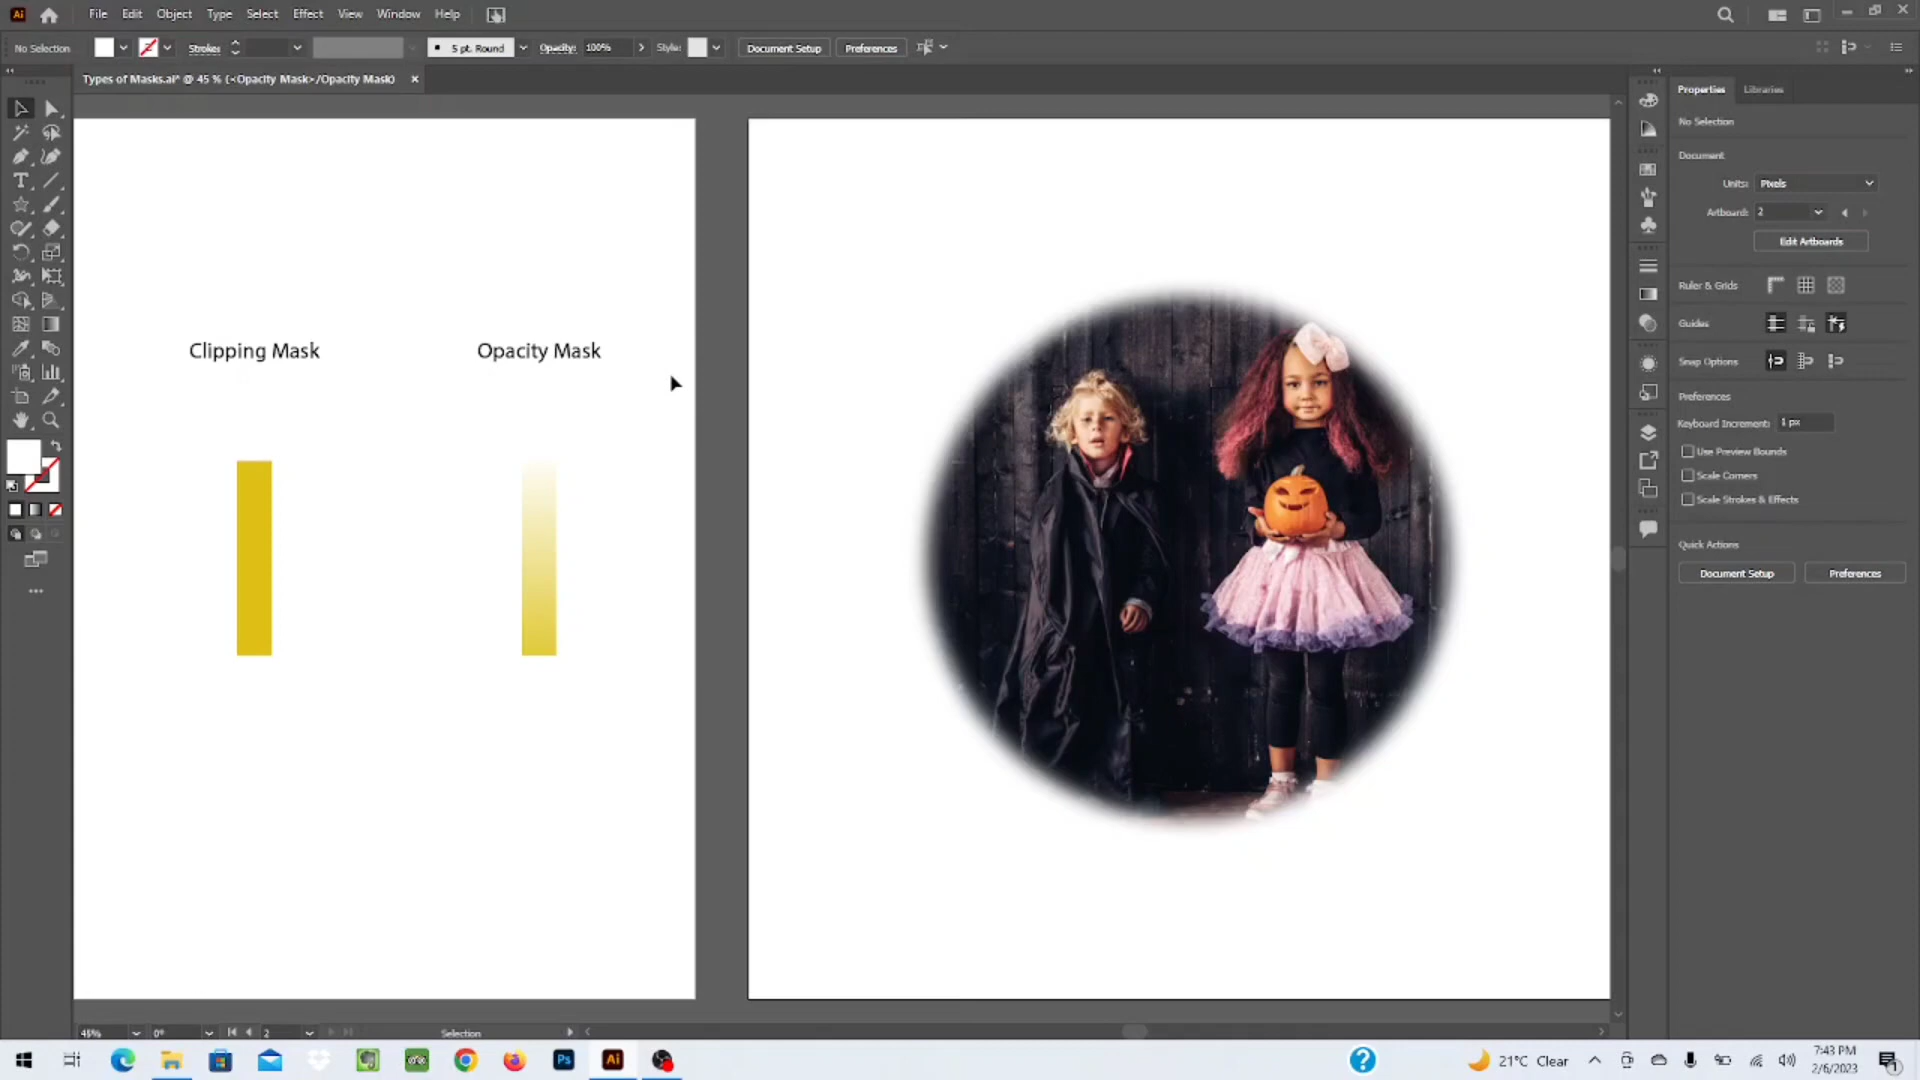 Ai File Edit Object Type Select Effect View Window Help
No Selection Stroke: 5 pt. Round Opacity: 100% Style: Document Setup Preferences
Types of Masks.ai* @ 45 % (<Opacity Mask>/Opacity Mask)
Properties Libraries
No Selection
Document
Units: Pixels
Artboard: 2
Edit Artboards
Ruler & Grids
Guides
Snap Options
Preferences
Keyboard Increment: 1 px
Use Preview Bounds
Scale Corners
Scale Strokes & Effects
Quick Actions
Document Setup Preferences
Clipping Mask Opacity Mask
45% 0° 2 Selection
Ps Ai 21°C Clear 7:43 PM
2/6/2023